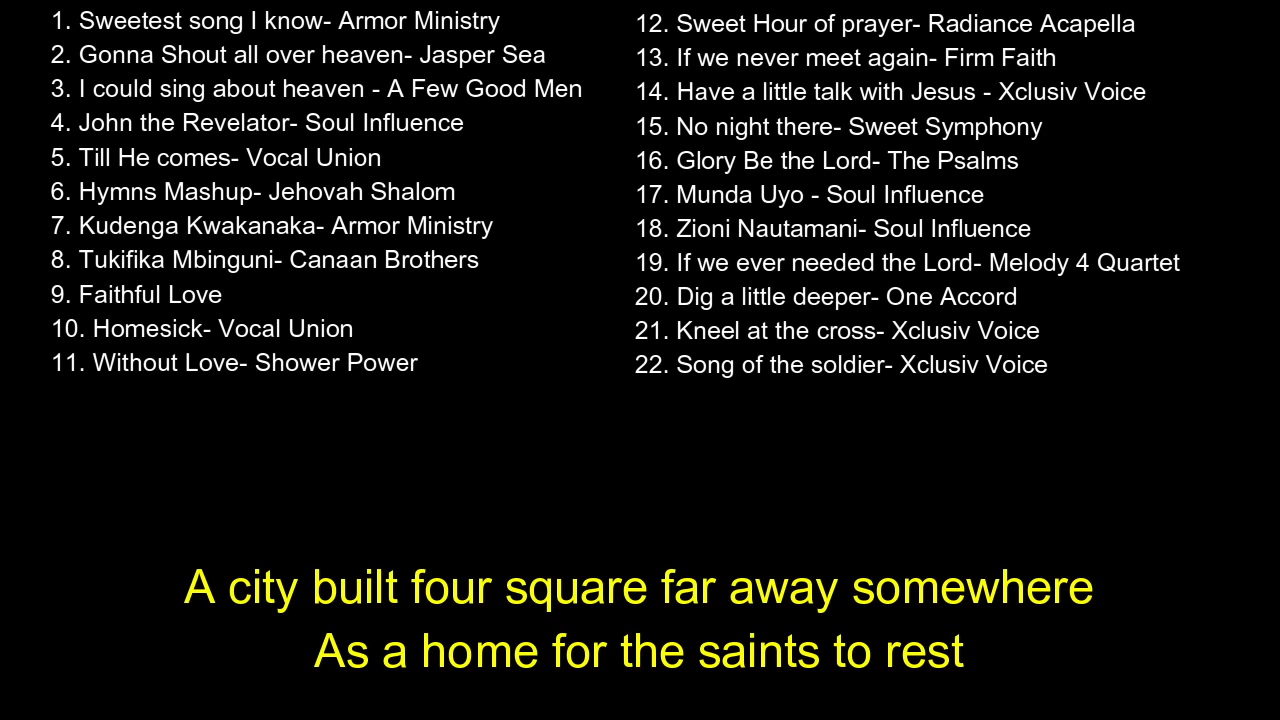 1. Sweetest song I know- Armor Ministry
2. Gonna Shout all over heaven- Jasper Sea
3. I could sing about heaven - A Few Good Men
4. John the Revelator- Soul Influence
5. Till He comes- Vocal Union
6. Hymns Mashup- Jehovah Shalom
7. Kudenga Kwakanaka- Armor Ministry
8. Tukifika Mbinguni- Canaan Brothers
9. Faithful Love
10. Homesick- Vocal Union
11. Without Love- Shower Power
12. Sweet Hour of prayer- Radiance Acapella
13. If we never meet again- Firm Faith
14. Have a little talk with Jesus - Xclusiv Voice
15. No night there- Sweet Symphony
16. Glory Be the Lord- The Psalms
17. Munda Uyo - Soul Influence
18. Zioni Nautamani- Soul Influence
19. If we ever needed the Lord- Melody 4 Quartet
20. Dig a little deeper- One Accord
21. Kneel at the cross- Xclusiv Voice
22. Song of the soldier- Xclusiv Voice
A city built four square far away somewhere
As a home for the saints to rest